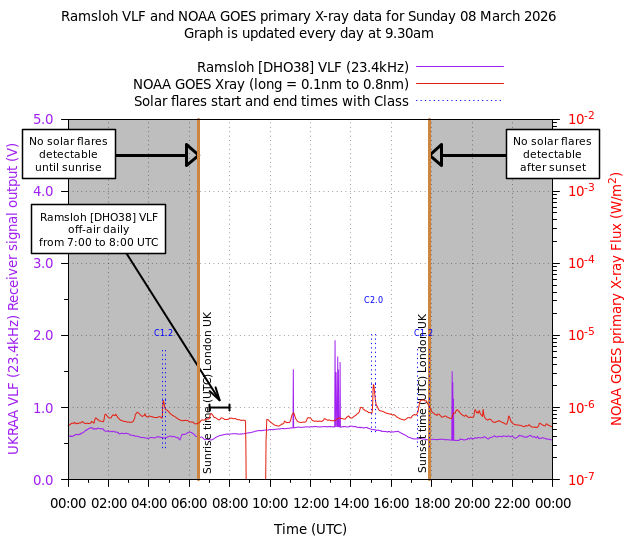 Ramsloh VLF and NOAA GOES primary X-ray data for Sunday 08 March 2026
Graph is updated every day at 9.30am
Ramsloh [DHO38] VLF (23.4kHz)
NOAA GOES Xray (long = 0.1nm to 0.8nm)
Solar flares start and end times with Class
UKRAA VLF (23.4kHz) Receiver signal output (V)
5.0
4.0
3.0
2.0
1.0
0.0
No solar flares
detectable
until sunrise
Ramsloh [DHO38] VLF
off-air daily
from 7:00 to 8:00 UTC
C1.2
Sunrise time (UTC) London UK
C2.0
C1.2
Sunset time (UTC) London UK
No solar flares
detectable
after sunset
10⁻²
10⁻³
10⁻⁴
10⁻⁵
10⁻⁶
10⁻⁷
NOAA GOES primary X-ray Flux (W/m²)
00:00 02:00 04:00 06:00 08:00 10:00 12:00 14:00 16:00 18:00 20:00 22:00 00:00
Time (UTC)